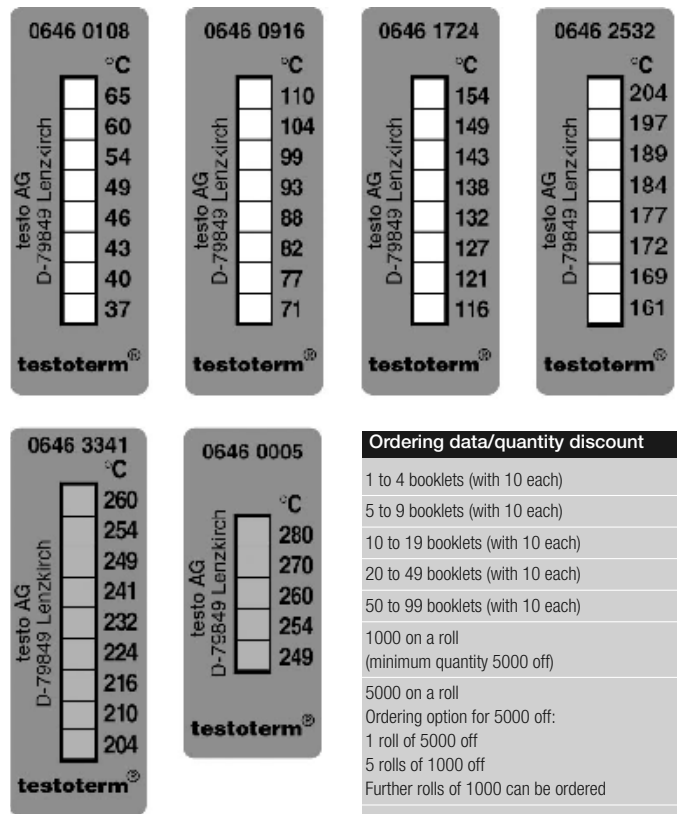 0646 0108
°C
65
60
54
49
46
43
40
37
testo AG
D-79849 Lenzkirch
testoterm®
0646 0916
°C
110
104
99
93
88
82
77
71
testo AG
D-79849 Lenzkirch
testoterm®
0646 1724
°C
154
149
143
138
132
127
121
116
testo AG
D-79849 Lenzkirch
testoterm®
0646 2532
°C
204
197
189
184
177
172
169
161
testo AG
D-79849 Lenzkirch
testoterm®
0646 3341
°C
260
254
249
241
232
224
216
210
204
testo AG
D-79849 Lenzkirch
testoterm®
0646 0005
°C
280
270
260
254
249
testo AG
D-79849 Lenzkirch
testoterm®
Ordering data/quantity discount
1 to 4 booklets (with 10 each)
5 to 9 booklets (with 10 each)
10 to 19 booklets (with 10 each)
20 to 49 booklets (with 10 each)
50 to 99 booklets (with 10 each)
1000 on a roll
(minimum quantity 5000 off)
5000 on a roll
Ordering option for 5000 off:
1 roll of 5000 off
5 rolls of 1000 off
Further rolls of 1000 can be ordered